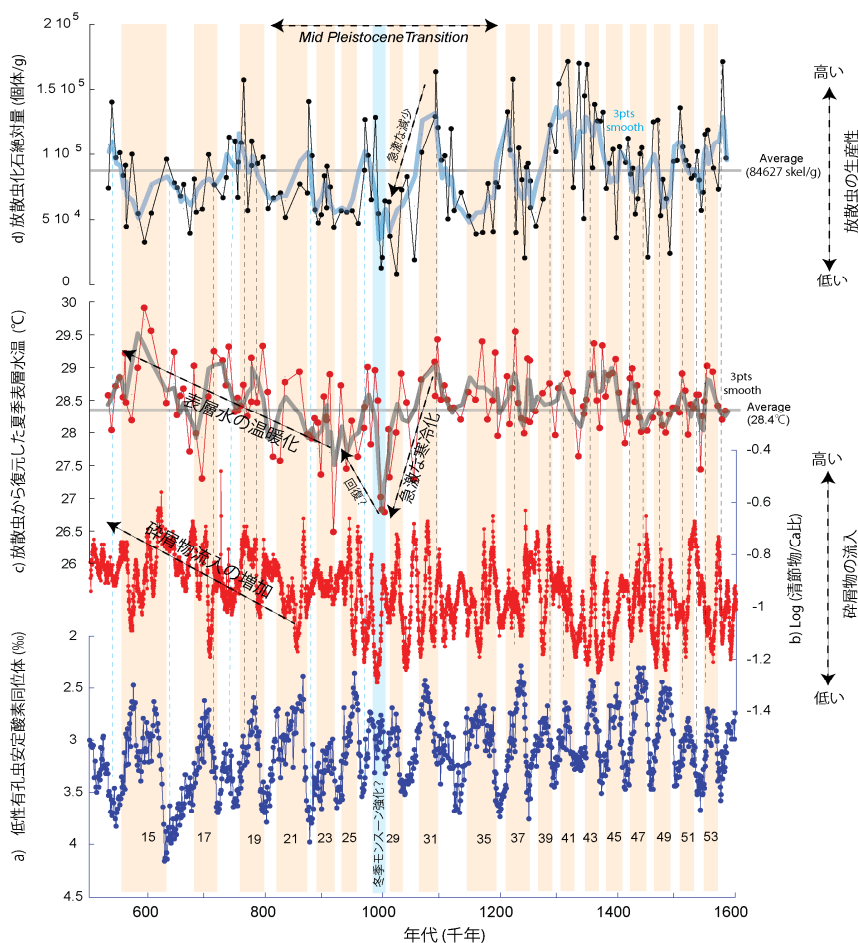 2 10⁵
1.5 10⁵
1 10⁵
5 10⁴
0
d) 放散虫化石絶対量 (個体/g)
Mid Pleistocene Transition
急激な減少
3pts
smooth
Average
(84627 skel/g)
高い
放散虫の生産性
低い
30
29.5
29
28.5
28
27.5
27
26.5
26
c) 放散虫から復元した夏季表層水温 (℃)
表層水の温暖化
回復?
急激な寒冷化
3pts
smooth
Average
(28.4℃)
-0.4
-0.6
-0.8
-1
-1.2
-1.4
b) Log (清節物/Ca比)
高い
砕屑物の流入
低い
砕屑物流入の増加
2
2.5
3
3.5
4
4.5
a) 低性有孔虫安定酸素同位体 (‰)
冬季モンスーン強化?
15 17 19 21 23 25 29 31 35 37 39 41 43 45 47 49 51 53
600 800 1000 1200 1400 1600
年代 (千年)